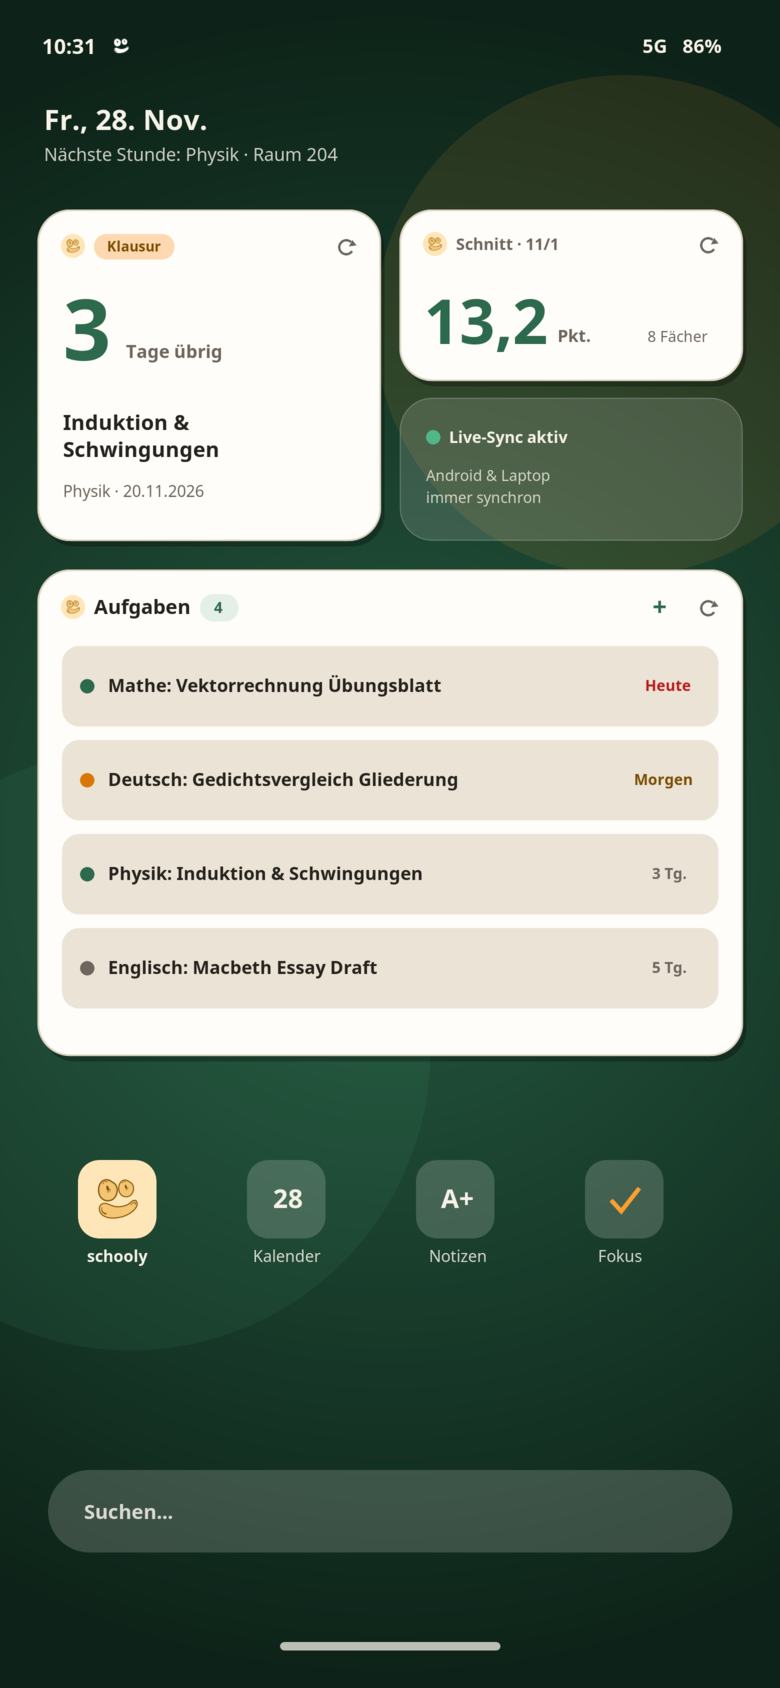 10:31
5G 86%
Fr., 28. Nov.
Nächste Stunde: Physik · Raum 204
Klausur
3 Tage übrig
Induktion &
Schwingungen
Physik · 20.11.2026
Schnitt · 11/1
13,2 Pkt. 8 Fächer
Live-Sync aktiv
Android & Laptop
immer synchron
Aufgaben 4 +
Mathe: Vektorrechnung Übungsblatt Heute
Deutsch: Gedichtsvergleich Gliederung Morgen
Physik: Induktion & Schwingungen 3 Tg.
Englisch: Macbeth Essay Draft 5 Tg.
28 A+
schooly Kalender Notizen Fokus
Suchen...